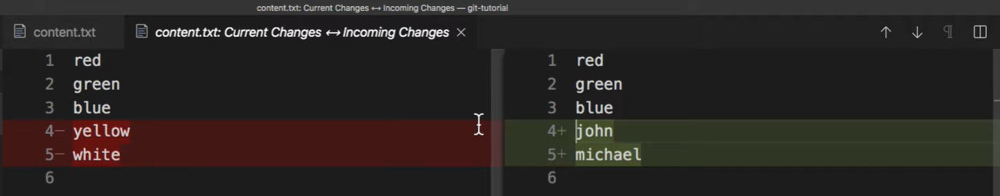 content.txt: Current Changes ↔ Incoming Changes — git-tutorial
content.txt
content.txt: Current Changes ↔ Incoming Changes ×
1 red
2 green
3 blue
4− yellow
5− white
6
1 red
2 green
3 blue
4+ john
5+ michael
6